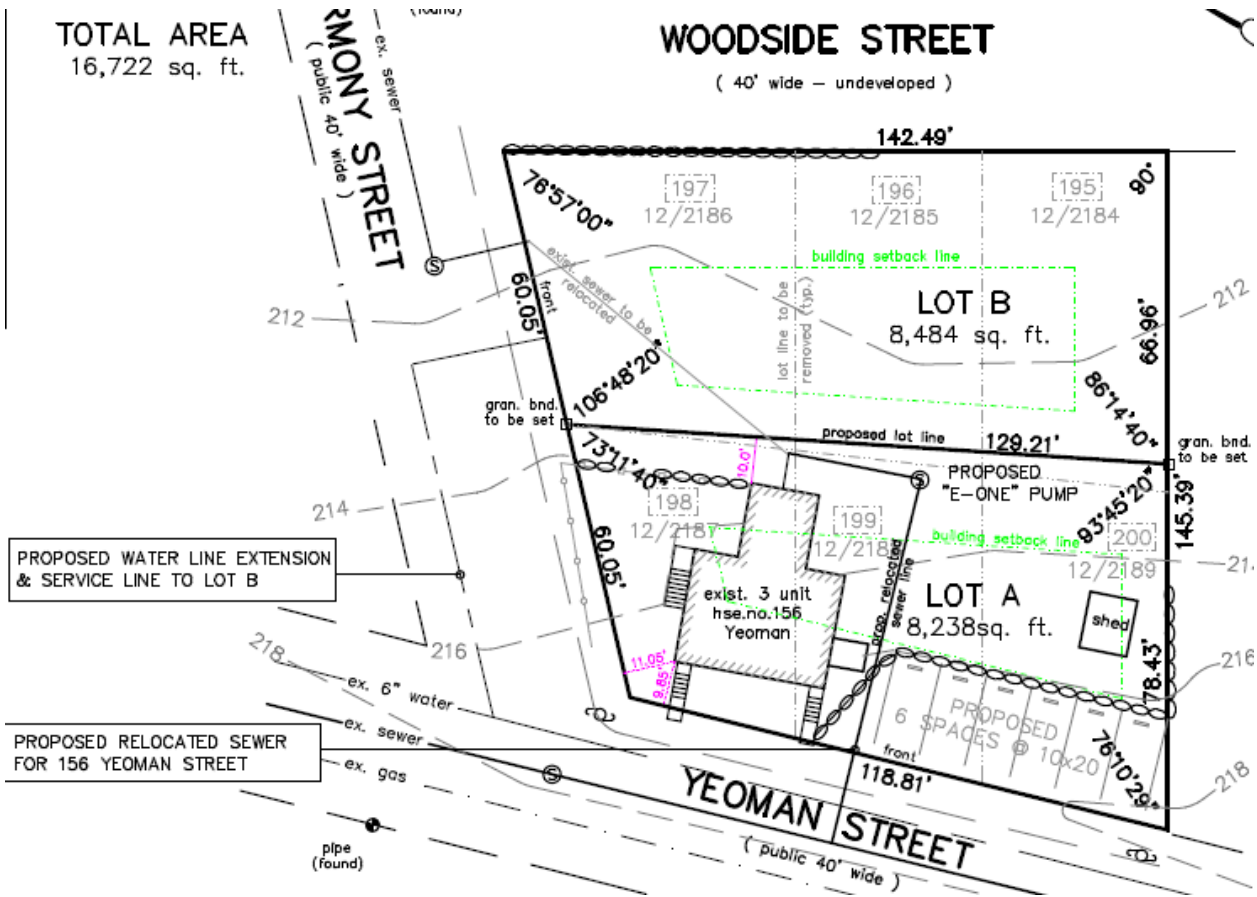 (found)
TOTAL AREA
16,722 sq. ft.
RMONY STREET
( public 40' wide )
ex. sewer
WOODSIDE STREET
( 40' wide – undeveloped )
142.49'
76°57'00"
90°
197
12/2186
196
12/2185
195
12/2184
building setback line
exist. sewer to be
relocated
lot line to be
removed (typ.)
LOT B
8,484 sq. ft.
S
60.05'
front
212
212
66.96'
106°48'20"
86°14'40"
gran. bnd.
to be set
proposed lot line
129.21'
gran. bnd.
to be set
73°11'40"
10.0'
PROPOSED
"E-ONE" PUMP
S
93°45'20"
145.39'
214
198
12/2187
199
12/218
building setback line
200
12/2189
214
60.05'
PROPOSED WATER LINE EXTENSION
& SERVICE LINE TO LOT B
exist. 3 unit
hse.no.156
Yeoman
prop. relocated
sewer line
LOT A
8,238sq. ft.
shed
216
216
218
11.05'
9.85'
78.43'
ex. 6" water
PROPOSED
6 SPACES @ 10x20
76°10'29"
ex. sewer
PROPOSED RELOCATED SEWER
FOR 156 YEOMAN STREET
S
front
118.81'
218
ex. gas
YEOMAN STREET
( public 40' wide )
pipe
(found)